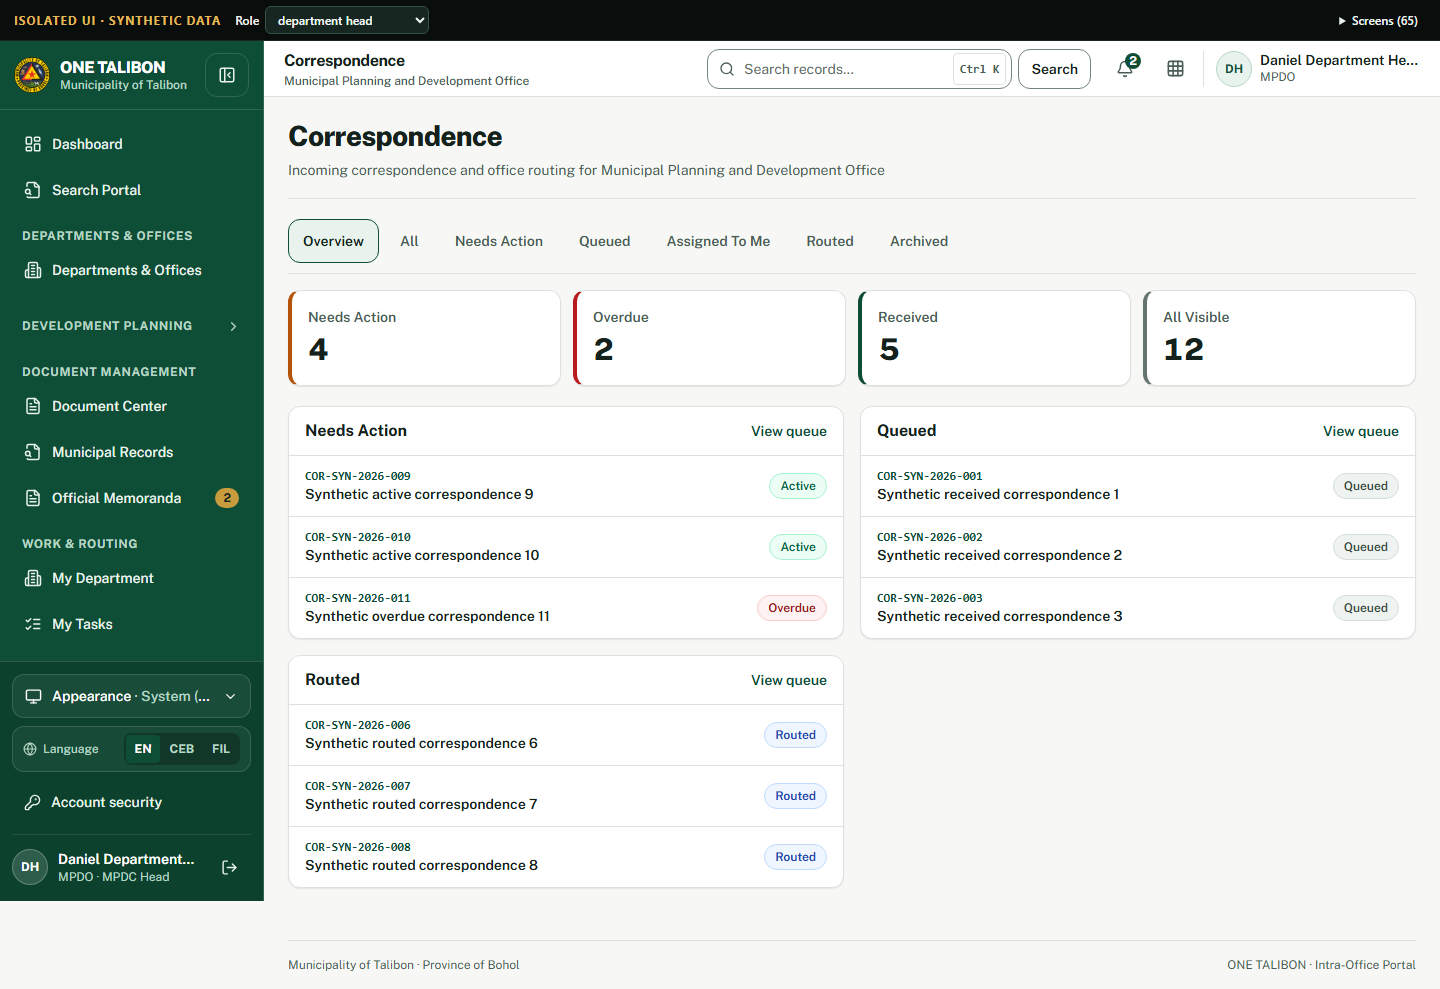 ISOLATED UI · SYNTHETIC DATA
Role
department head
Screens (65)
ONE TALIBON
Municipality of Talibon
Correspondence
Municipal Planning and Development Office
Search records...
Ctrl K
Search
2
DH
Daniel Department He...
MPDO
Dashboard
Search Portal
DEPARTMENTS & OFFICES
Departments & Offices
DEVELOPMENT PLANNING
DOCUMENT MANAGEMENT
Document Center
Municipal Records
Official Memoranda
2
WORK & ROUTING
My Department
My Tasks
Appearance · System (...
Language
EN
CEB
FIL
Account security
DH
Daniel Department...
MPDO · MPDC Head
Correspondence
Incoming correspondence and office routing for Municipal Planning and Development Office
Overview
All
Needs Action
Queued
Assigned To Me
Routed
Archived
Needs Action
4
Overdue
2
Received
5
All Visible
12
Needs Action
View queue
COR-SYN-2026-009
Synthetic active correspondence 9
Active
COR-SYN-2026-010
Synthetic active correspondence 10
Active
COR-SYN-2026-011
Synthetic overdue correspondence 11
Overdue
Queued
View queue
COR-SYN-2026-001
Synthetic received correspondence 1
Queued
COR-SYN-2026-002
Synthetic received correspondence 2
Queued
COR-SYN-2026-003
Synthetic received correspondence 3
Queued
Routed
View queue
COR-SYN-2026-006
Synthetic routed correspondence 6
Routed
COR-SYN-2026-007
Synthetic routed correspondence 7
Routed
COR-SYN-2026-008
Synthetic routed correspondence 8
Routed
Municipality of Talibon · Province of Bohol
ONE TALIBON · Intra-Office Portal